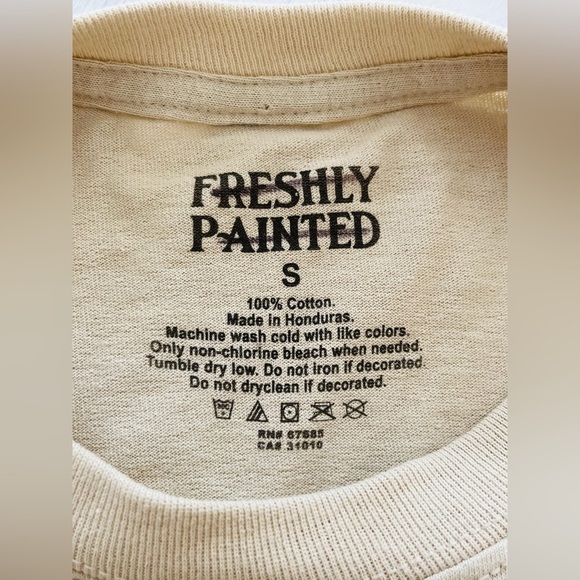 FRESHLY
PAINTED
S
100% Cotton.
Made in Honduras.
Machine wash cold with like colors.
Only non-chlorine bleach when needed.
Tumble dry low. Do not iron if decorated.
Do not dryclean if decorated.
RN#
CA# 31010